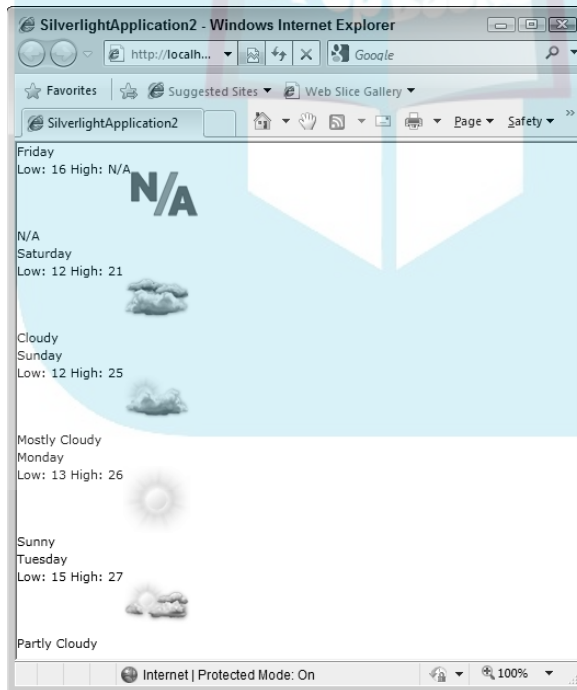 SilverlightApplication2 - Windows Internet Explorer
http://localh...
Google
Favorites
Suggested Sites
Web Slice Gallery
SilverlightApplication2
Page
Safety
»
Friday
Low: 16 High: N/A
N/A
N/A
Saturday
Low: 12 High: 21
Cloudy
Sunday
Low: 12 High: 25
Mostly Cloudy
Monday
Low: 13 High: 26
Sunny
Tuesday
Low: 15 High: 27
Partly Cloudy
Internet | Protected Mode: On
100%